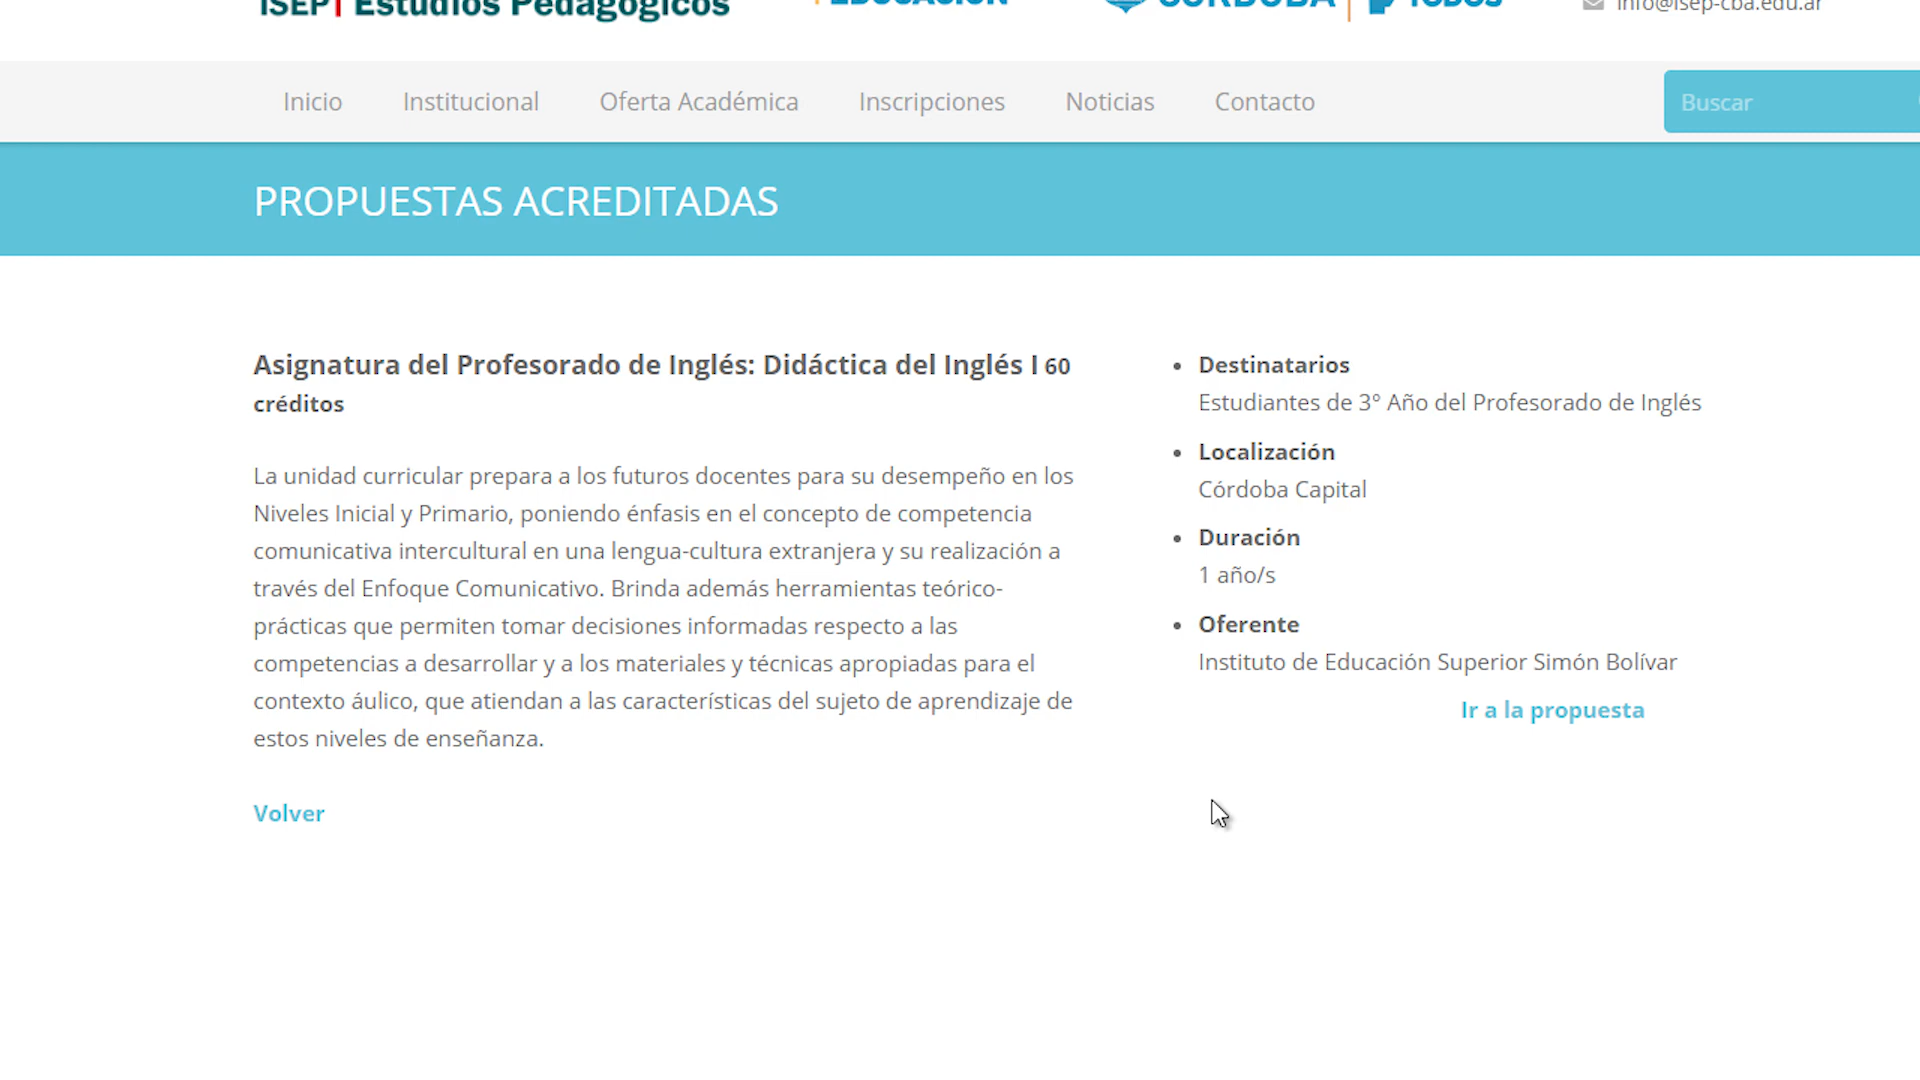 ISEP | Estudios Pedagógicos
EDUCACIÓN
CÓRDOBA
TODOS
info@isep-cba.edu.ar
Inicio
Institucional
Oferta Académica
Inscripciones
Noticias
Contacto
Buscar
PROPUESTAS ACREDITADAS
Asignatura del Profesorado de Inglés: Didáctica del Inglés I 60
créditos
La unidad curricular prepara a los futuros docentes para su desempeño en los
Niveles Inicial y Primario, poniendo énfasis en el concepto de competencia
comunicativa intercultural en una lengua-cultura extranjera y su realización a
través del Enfoque Comunicativo. Brinda además herramientas teórico-
prácticas que permiten tomar decisiones informadas respecto a las
competencias a desarrollar y a los materiales y técnicas apropiadas para el
contexto áulico, que atiendan a las características del sujeto de aprendizaje de
estos niveles de enseñanza.
Volver
Destinatarios
Estudiantes de 3° Año del Profesorado de Inglés
Localización
Córdoba Capital
Duración
1 año/s
Oferente
Instituto de Educación Superior Simón Bolívar
Ir a la propuesta